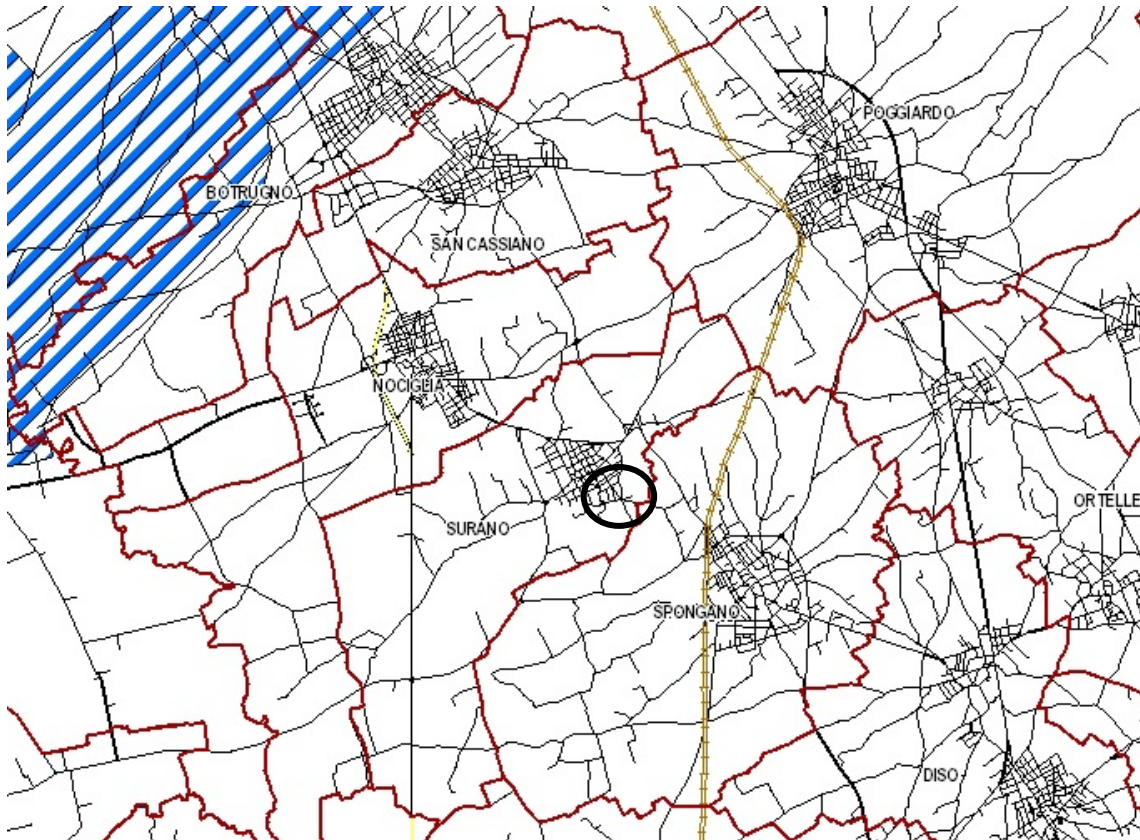 POGGIARDO
BOTRUGNO
SAN CASSIANO
NOCIGLIA
ORTELLE
SURANO
SPONGANO
DISO